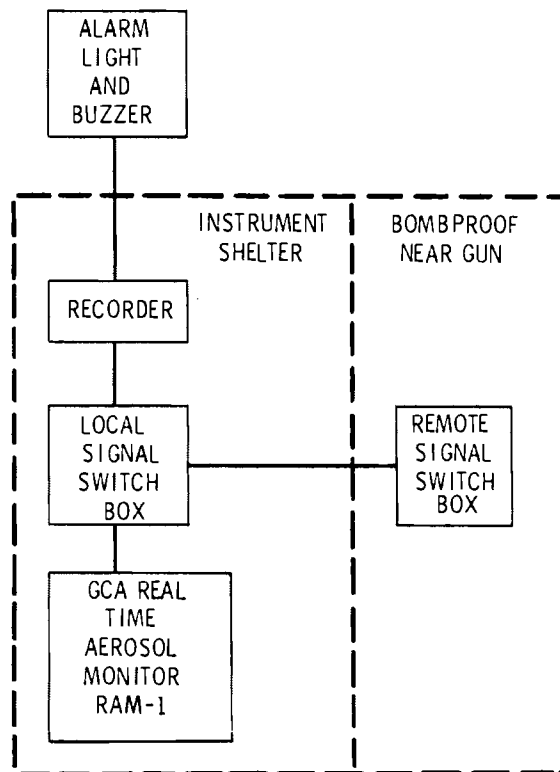 ALARM
LIGHT
AND
BUZZER
INSTRUMENT
SHELTER
BOMBPROOF
NEAR GUN
RECORDER
LOCAL
SIGNAL
SWITCH
BOX
REMOTE
SIGNAL
SWITCH
BOX
GCA REAL
TIME
AEROSOL
MONITOR
RAM-1